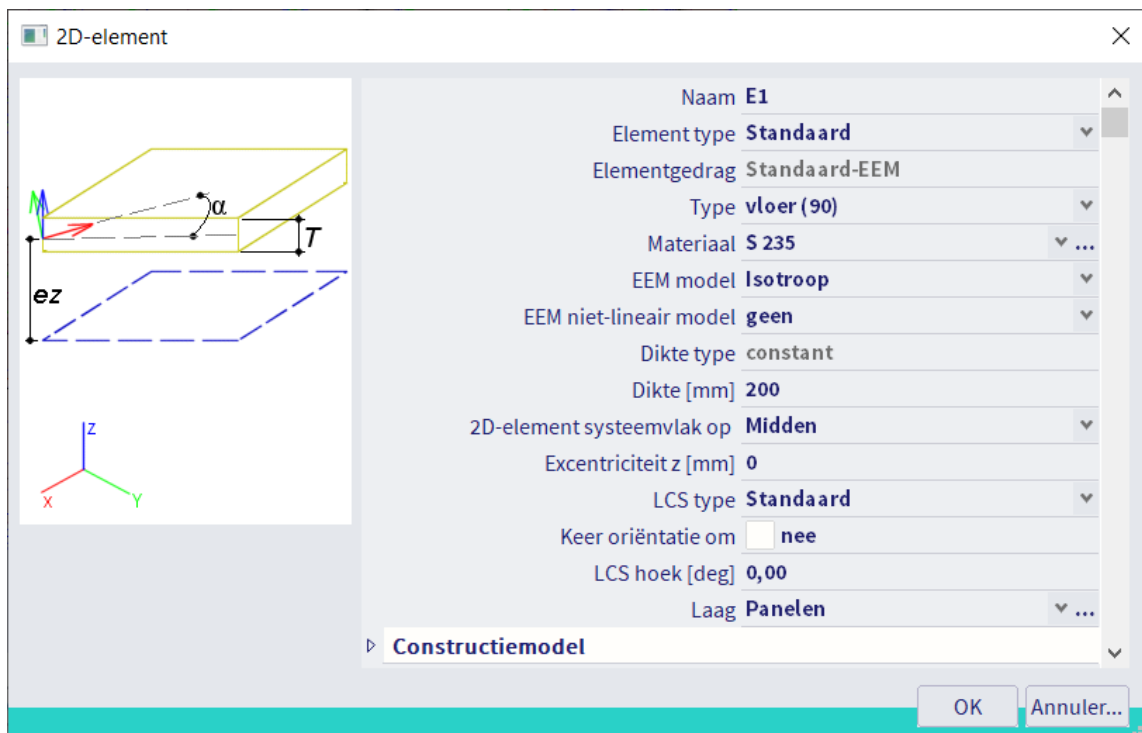 2D-element
Naam E1
Element type Standaard
Elementgedrag Standaard-EEM
Type vloer (90)
Materiaal S 235 ...
EEM model Isotroop
EEM niet-lineair model geen
Dikte type constant
Dikte [mm] 200
2D-element systeemvlak op Midden
Excentriciteit z [mm] 0
LCS type Standaard
Keer oriëntatie om nee
LCS hoek [deg] 0,00
Laag Panelen ...
Constructiemodel
α
T
ez
z
x
Y
OK Annuler...